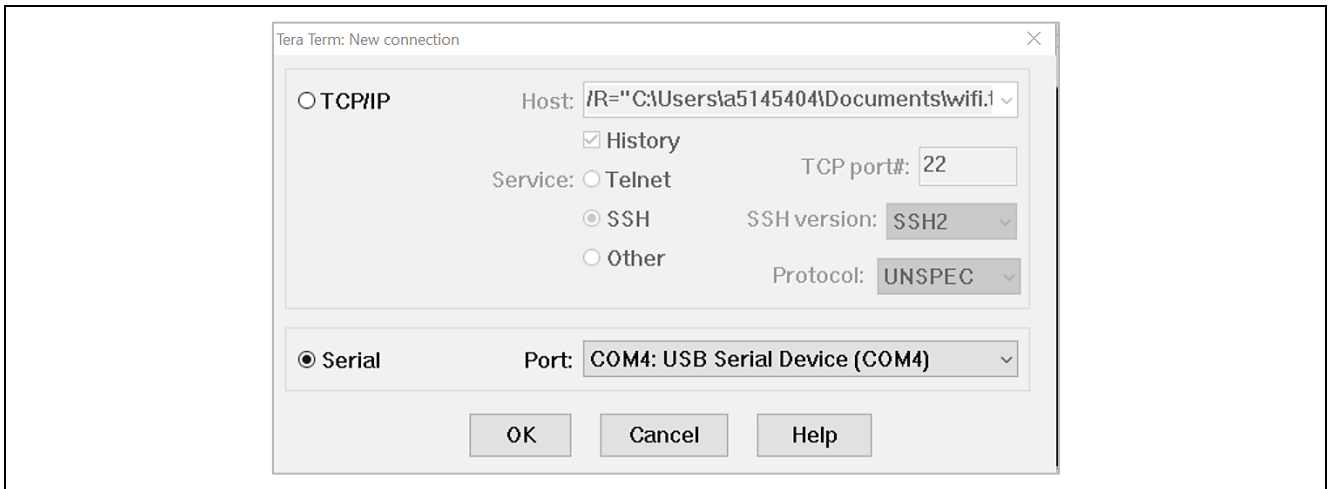 Tera Term: New connection
TCP/IP
Host: /R="C:\Users\a5145404\Documents\wifi.t
History
Service: Telnet
TCP port#: 22
SSH
SSH version: SSH2
Other
Protocol: UNSPEC
Serial
Port: COM4: USB Serial Device (COM4)
OK Cancel Help